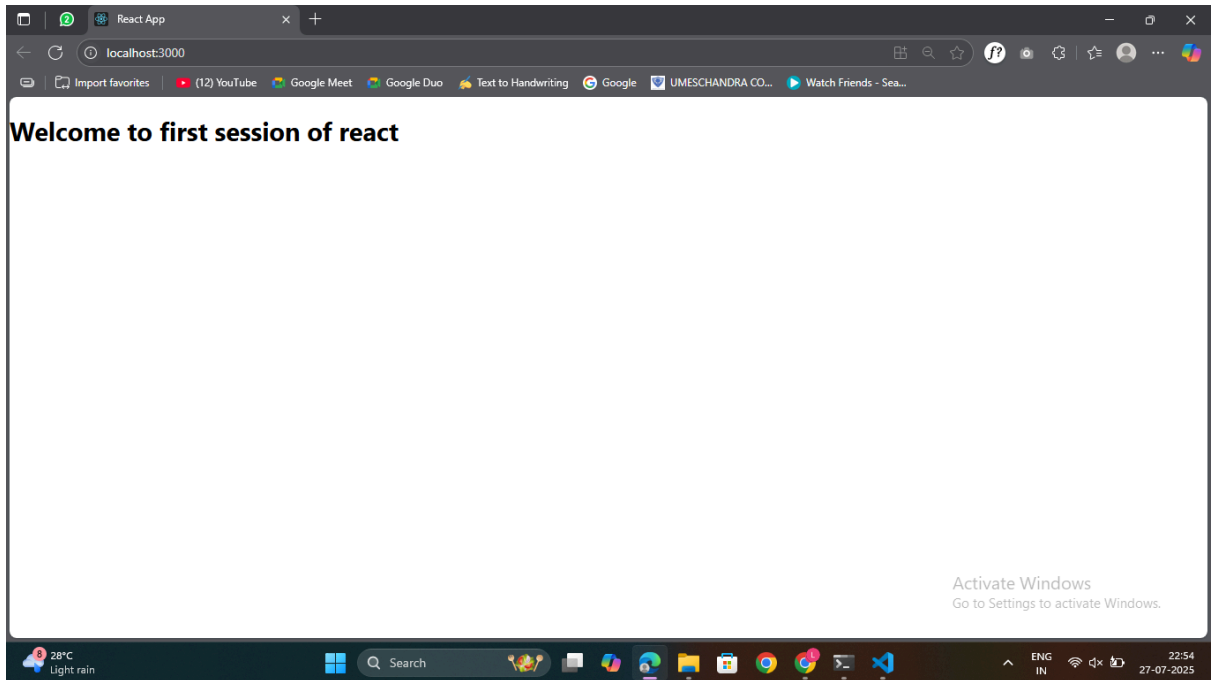 2
React App
localhost:3000
f?
Import favorites
(12) YouTube
Google Meet
Google Duo
Text to Handwriting
Google
UMESCHANDRA CO...
Watch Friends - Sea...
Welcome to first session of react
Activate Windows
Go to Settings to activate Windows.
8
28°C
Light rain
Search
ENG
IN
22:54
27-07-2025